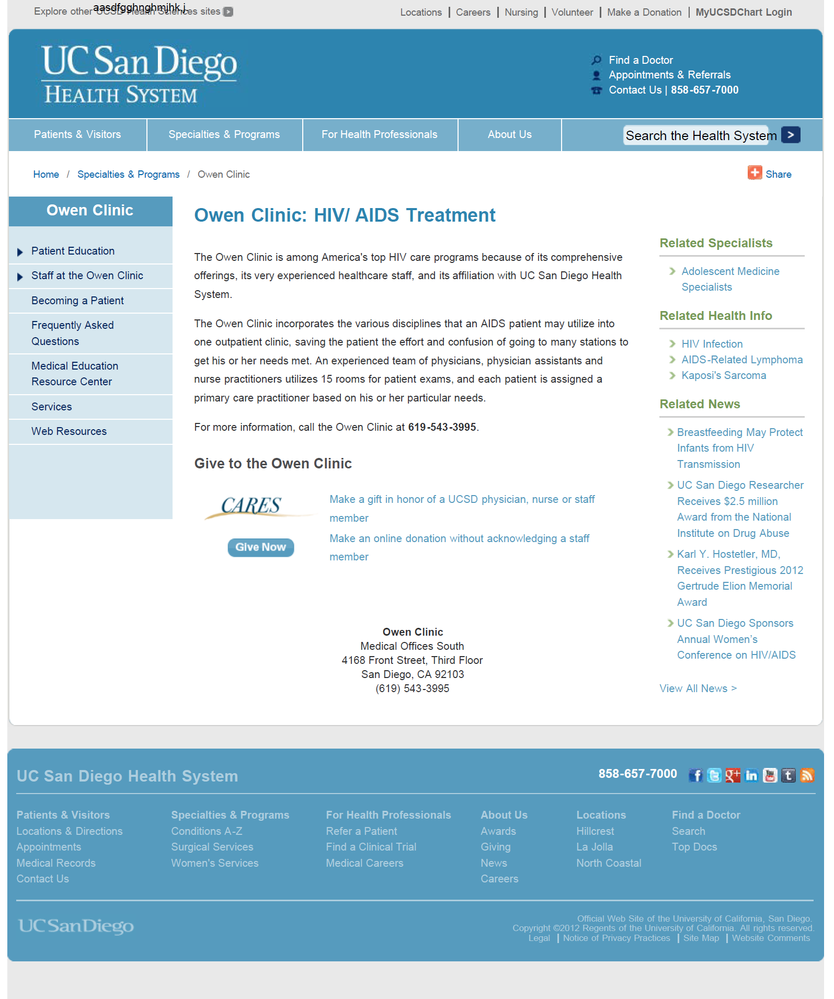 Explore other UCSD Health Sciences sites
aasdfgghnghmjhk,j.
Locations | Careers | Nursing | Volunteer | Make a Donation | MyUCSDChart Login
UC San Diego
HEALTH SYSTEM
Find a Doctor
Appointments & Referrals
Contact Us | 858-657-7000
Patients & Visitors
Specialties & Programs
For Health Professionals
About Us
Search the Health System
Home / Specialties & Programs / Owen Clinic
Share
Owen Clinic
Patient Education
Staff at the Owen Clinic
Becoming a Patient
Frequently Asked
Questions
Medical Education
Resource Center
Services
Web Resources
Owen Clinic: HIV/ AIDS Treatment
The Owen Clinic is among America's top HIV care programs because of its comprehensive
offerings, its very experienced healthcare staff, and its affiliation with UC San Diego Health
System.
The Owen Clinic incorporates the various disciplines that an AIDS patient may utilize into
one outpatient clinic, saving the patient the effort and confusion of going to many stations to
get his or her needs met. An experienced team of physicians, physician assistants and
nurse practitioners utilizes 15 rooms for patient exams, and each patient is assigned a
primary care practitioner based on his or her particular needs.
For more information, call the Owen Clinic at 619-543-3995.
Give to the Owen Clinic
CARES
Make a gift in honor of a UCSD physician, nurse or staff
member
Give Now
Make an online donation without acknowledging a staff
member
Owen Clinic
Medical Offices South
4168 Front Street, Third Floor
San Diego, CA 92103
(619) 543-3995
Related Specialists
Adolescent Medicine
Specialists
Related Health Info
HIV Infection
AIDS-Related Lymphoma
Kaposi's Sarcoma
Related News
Breastfeeding May Protect
Infants from HIV
Transmission
UC San Diego Researcher
Receives $2.5 million
Award from the National
Institute on Drug Abuse
Karl Y. Hostetler, MD,
Receives Prestigious 2012
Gertrude Elion Memorial
Award
UC San Diego Sponsors
Annual Women’s
Conference on HIV/AIDS
View All News >
UC San Diego Health System
858-657-7000
Patients & Visitors
Locations & Directions
Appointments
Medical Records
Contact Us
Specialties & Programs
Conditions A-Z
Surgical Services
Women's Services
For Health Professionals
Refer a Patient
Find a Clinical Trial
Medical Careers
About Us
Awards
Giving
News
Careers
Locations
Hillcrest
La Jolla
North Coastal
Find a Doctor
Search
Top Docs
UC San Diego
Official Web Site of the University of California, San Diego.
Copyright ©2012 Regents of the University of California. All rights reserved.
Legal | Notice of Privacy Practices | Site Map | Website Comments